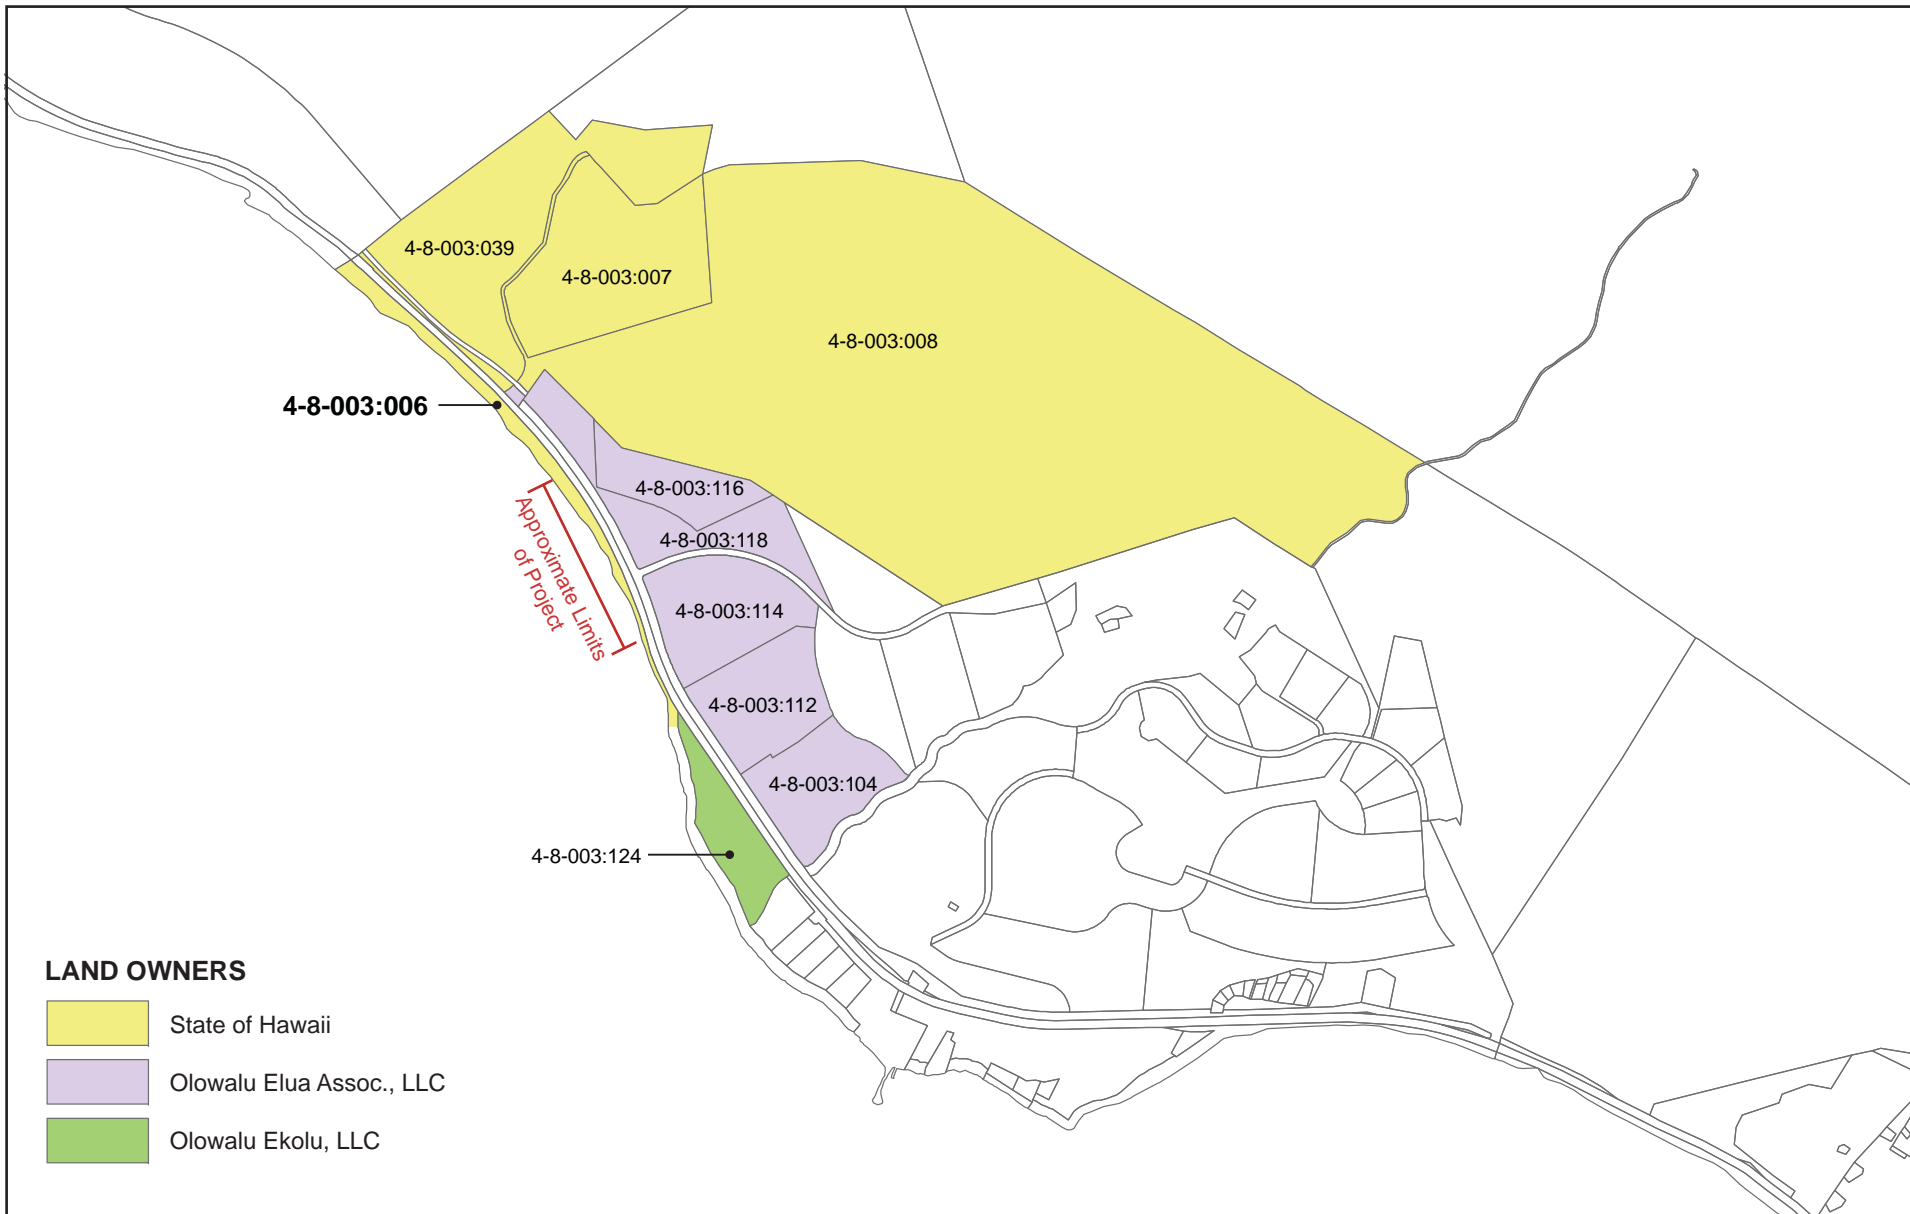 4-8-003:039
4-8-003:007
4-8-003:008
4-8-003:006
4-8-003:116
4-8-003:118
Approximate Limits
of Project
4-8-003:114
4-8-003:112
4-8-003:104
4-8-003:124
LAND OWNERS
State of Hawaii
Olowalu Elua Assoc., LLC
Olowalu Ekolu, LLC